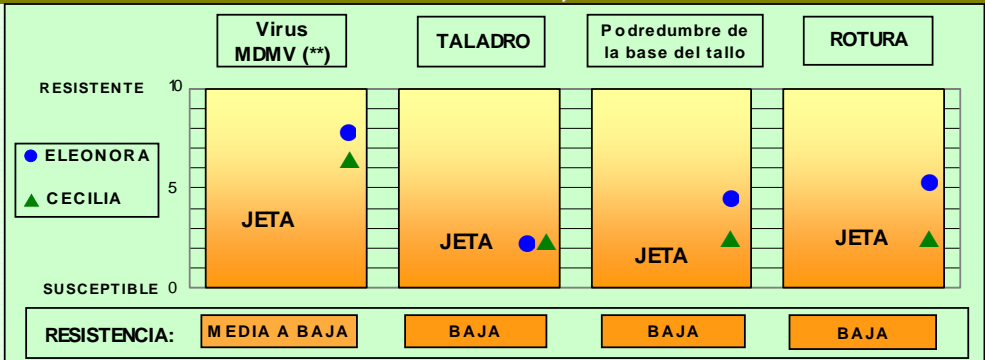 Virus
MDMV (**)
TALADRO
Podredumbre de
la base del tallo
ROTURA
RESISTENTE
10
ELEONORA
CECILIA
5
JETA
JETA
JETA
JETA
SUSCEPTIBLE 0
RESISTENCIA:
MEDIA A BAJA
BAJA
BAJA
BAJA